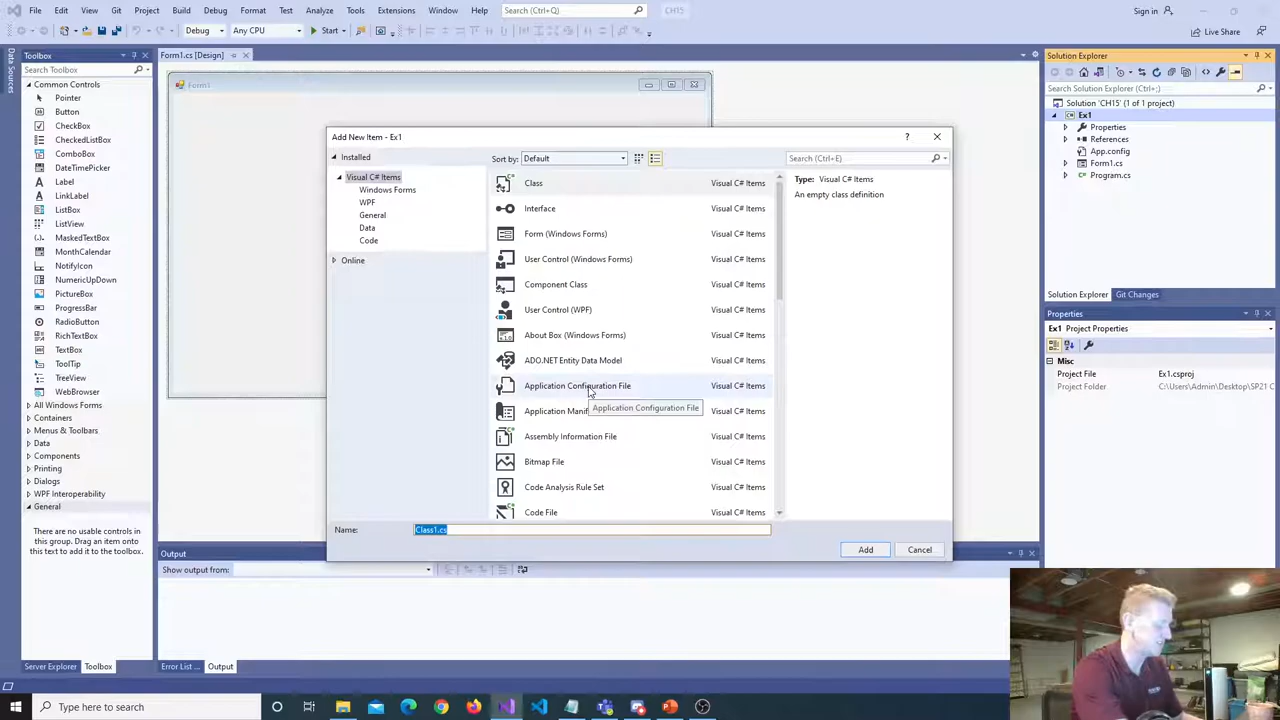 File Edit View Git Project Build Debug Format Test Analyze Tools Extensions Window Help Search (Ctrl+Q) CH15 Sign in
Debug Any CPU Start Live Share
Data Sources
Toolbox
Search Toolbox
Common Controls
Pointer
Button
CheckBox
CheckedListBox
ComboBox
DateTimePicker
Label
LinkLabel
ListBox
ListView
MaskedTextBox
MonthCalendar
NotifyIcon
NumericUpDown
PictureBox
ProgressBar
RadioButton
RichTextBox
TextBox
ToolTip
TreeView
WebBrowser
All Windows Forms
Containers
Menus & Toolbars
Data
Components
Printing
Dialogs
WPF Interoperability
General
There are no usable controls in
this group. Drag an item onto
this text to add it to the toolbox.
Server Explorer Toolbox
Form1.cs [Design]
Form1
Add New Item - Ex1
Installed
Visual C# Items
Windows Forms
WPF
General
Data
Code
Online
Sort by: Default
Search (Ctrl+E)
Class Visual C# Items
Interface Visual C# Items
Form (Windows Forms) Visual C# Items
User Control (Windows Forms) Visual C# Items
Component Class Visual C# Items
User Control (WPF) Visual C# Items
About Box (Windows Forms) Visual C# Items
ADO.NET Entity Data Model Visual C# Items
Application Configuration File Visual C# Items
Application Configuration File
Application Manif Visual C# Items
Assembly Information File Visual C# Items
Bitmap File Visual C# Items
Code Analysis Rule Set Visual C# Items
Code File Visual C# Items
Type: Visual C# Items
An empty class definition
Name: Class1.cs
Add Cancel
Output
Show output from:
Error List ... Output
Solution Explorer
Search Solution Explorer (Ctrl+;)
Solution 'CH15' (1 of 1 project)
Ex1
Properties
References
App.config
Form1.cs
Program.cs
Solution Explorer Git Changes
Properties
Ex1 Project Properties
Misc
Project File Ex1.csproj
Project Folder C:\Users\Admin\Desktop\SP21
Type here to search